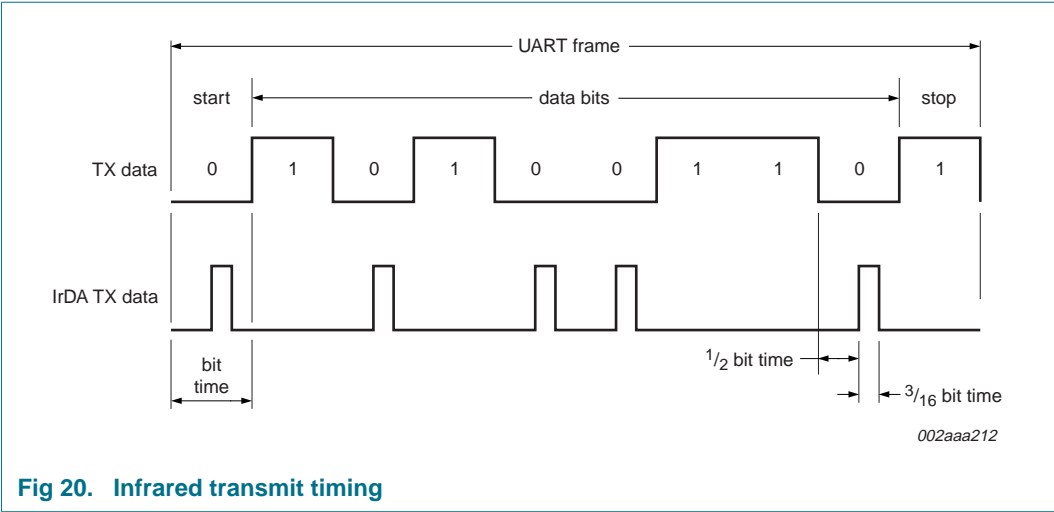 UART frame
start data bits stop
TX data 0 1 0 1 0 0 1 1 0 1
IrDA TX data
bit
time
1/2 bit time
3/16 bit time
002aaa212
Fig 20. Infrared transmit timing